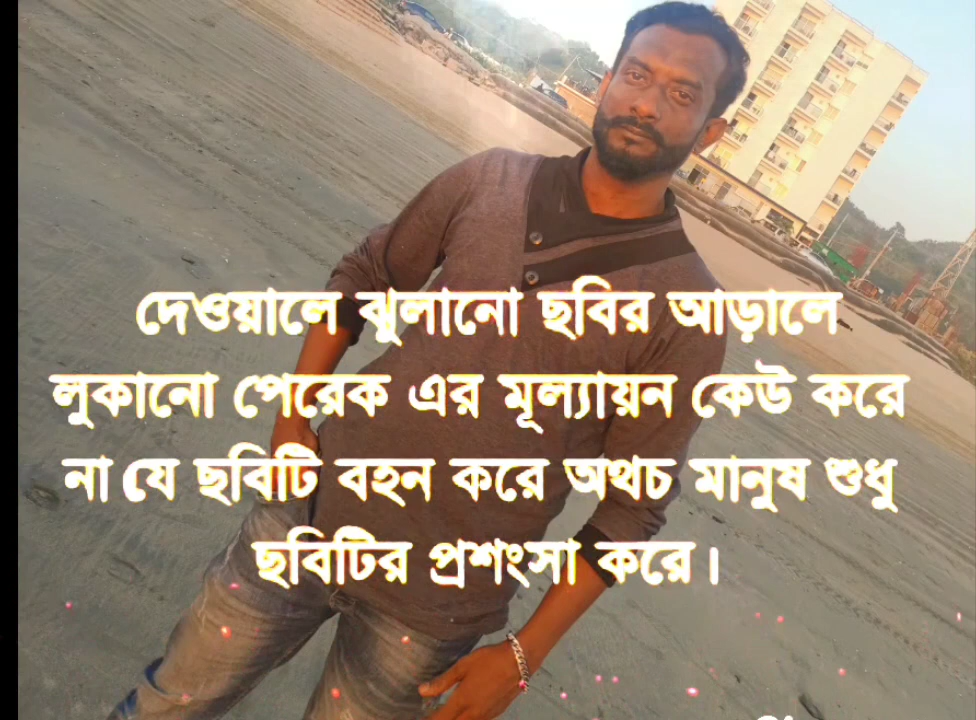 দেওয়ালে ঝুলানো ছবির আড়ালে
লুকানো পেরেক এর মূল্যায়ন কেউ করে
না যে ছবিটি বহন করে অথচ মানুষ শুধু
ছবিটির প্রশংসা করে।